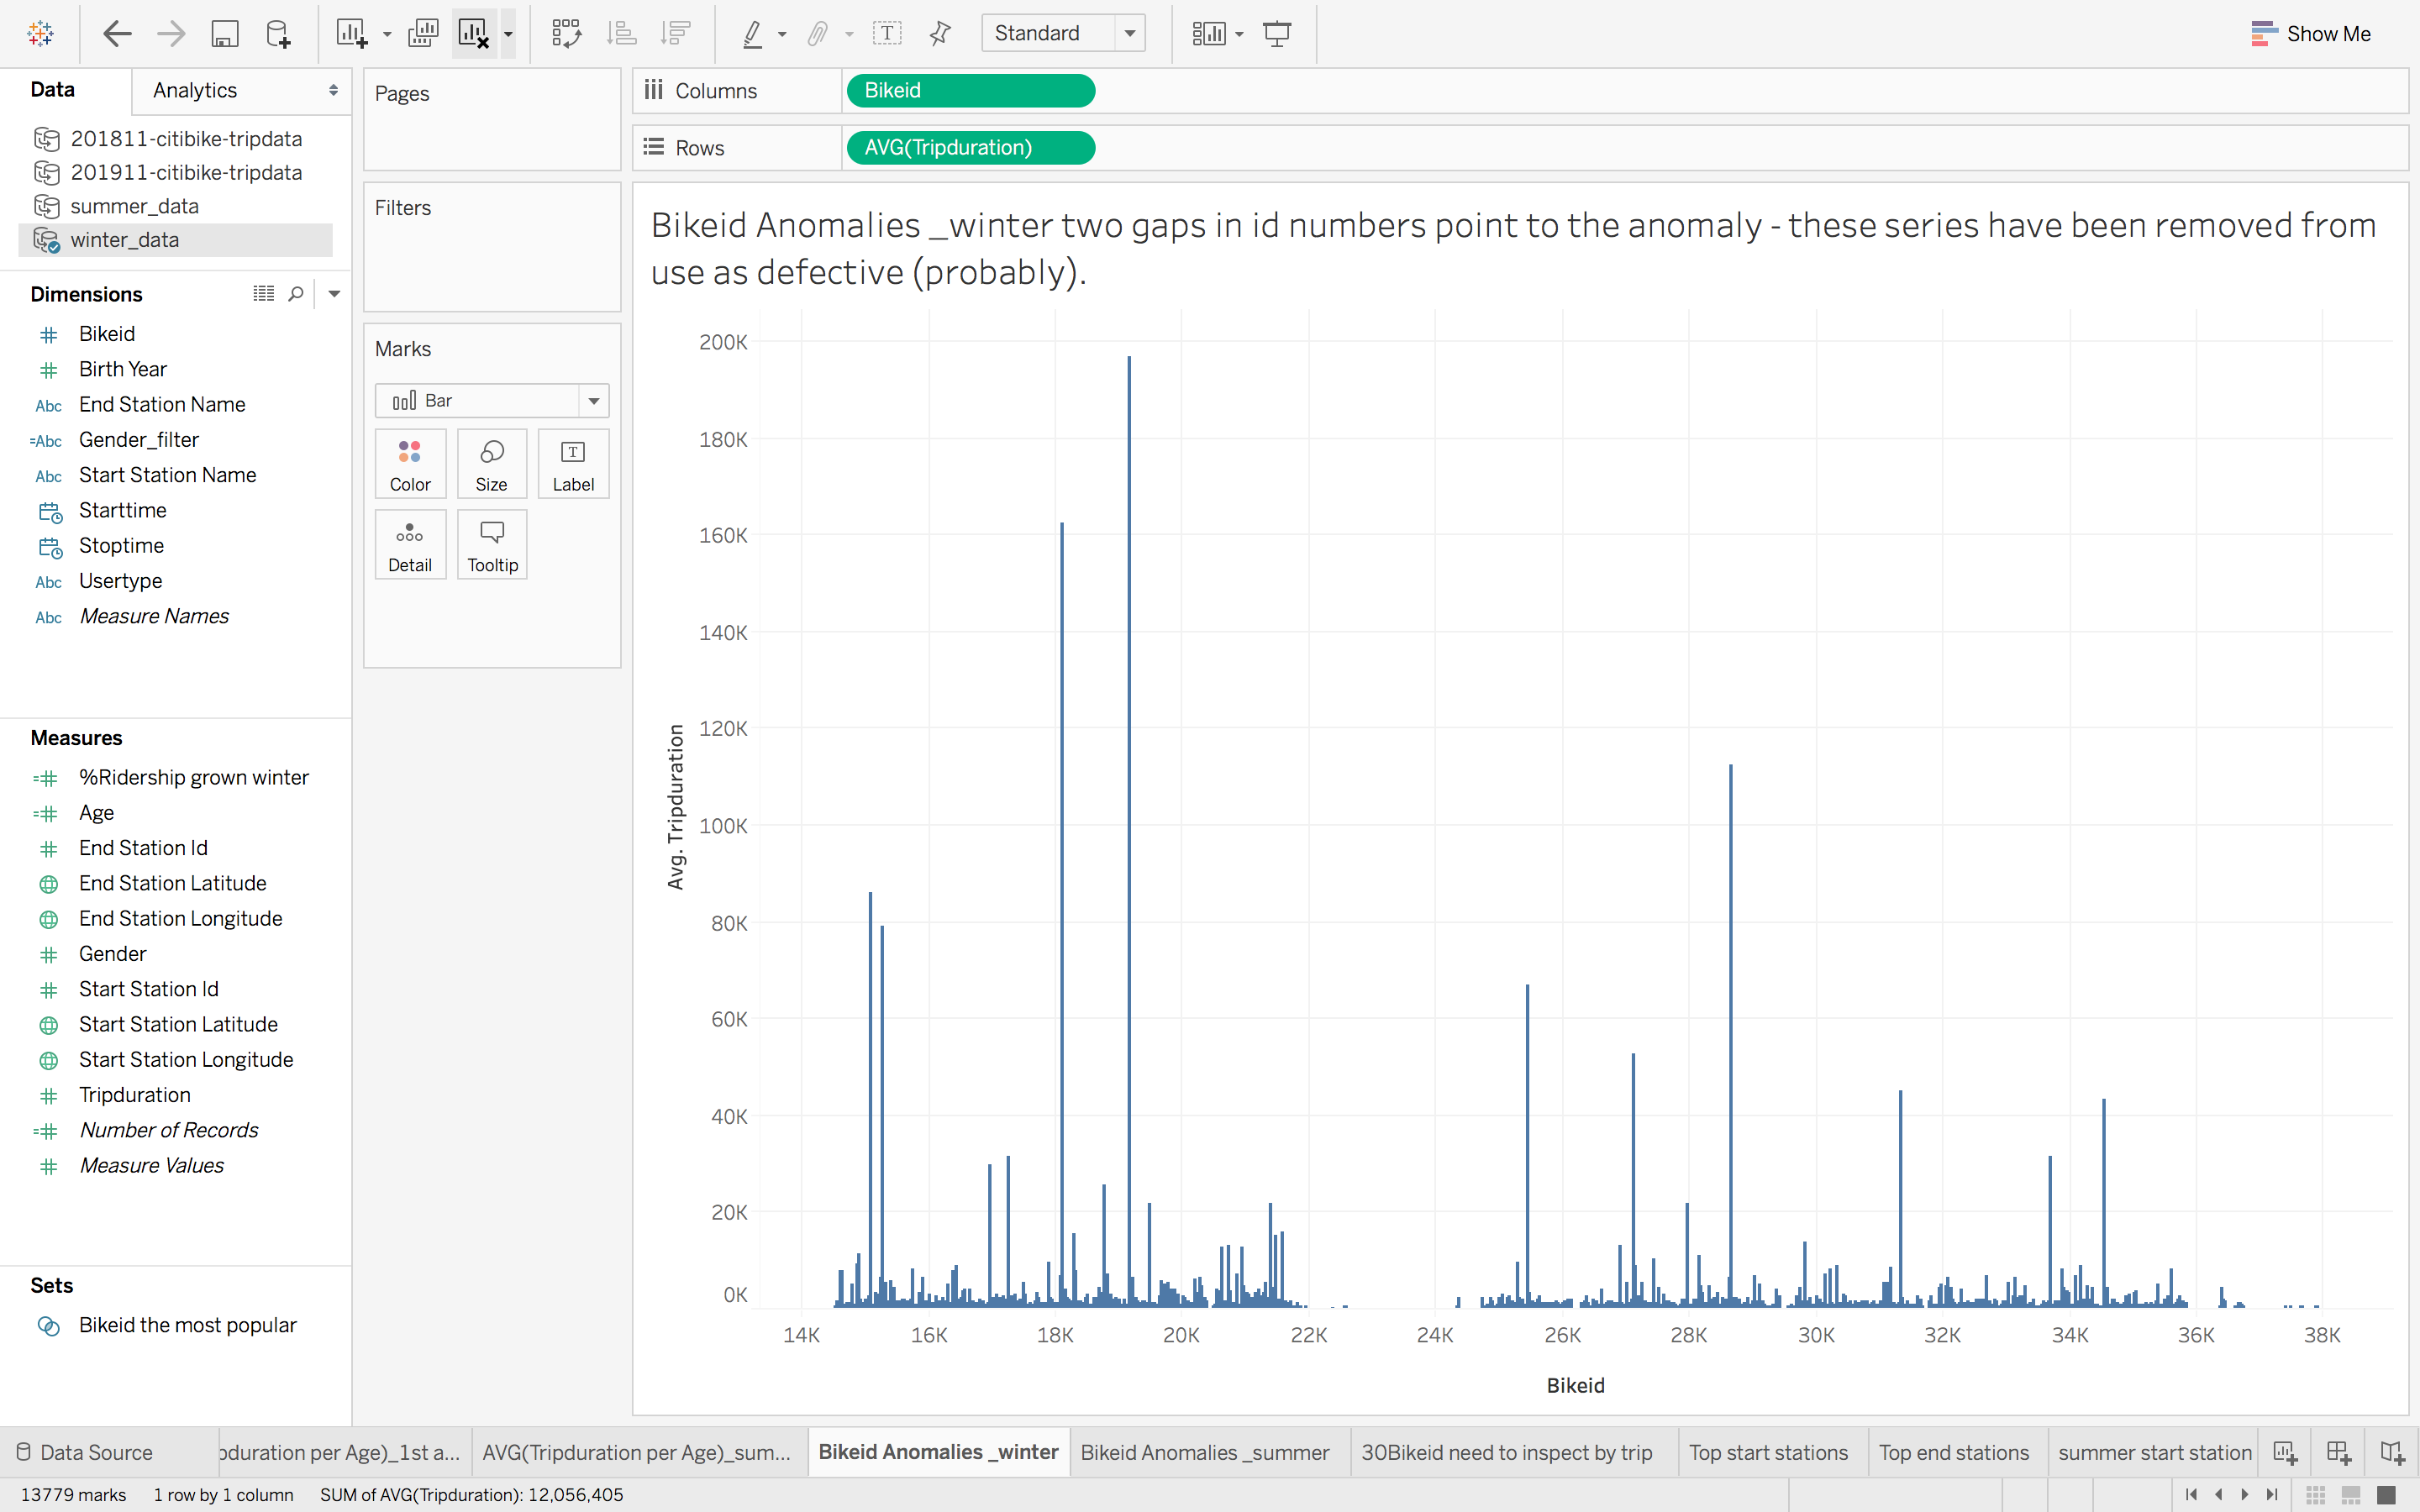 Standard
Show Me
Data
Analytics
201811-citibike-tripdata
201911-citibike-tripdata
summer_data
winter_data
Dimensions
# Bikeid
# Birth Year
Abc End Station Name
=Abc Gender_filter
Abc Start Station Name
Starttime
Stoptime
Abc Usertype
Abc Measure Names
Measures
=# %Ridership grown winter
=# Age
# End Station Id
End Station Latitude
End Station Longitude
# Gender
# Start Station Id
Start Station Latitude
Start Station Longitude
# Tripduration
=# Number of Records
# Measure Values
Sets
Bikeid the most popular
Pages
Filters
Marks
Bar
Color
Size
Label
Detail
Tooltip
Columns
Bikeid
Rows
AVG(Tripduration)
Bikeid Anomalies _winter two gaps in id numbers point to the anomaly - these series have been removed from
use as defective (probably).
Avg. Tripduration
200K
180K
160K
140K
120K
100K
80K
60K
40K
20K
0K
14K 16K 18K 20K 22K 24K 26K 28K 30K 32K 34K 36K 38K
Bikeid
Data Source
duration per Age)_1st a...
AVG(Tripduration per Age)_sum...
Bikeid Anomalies _winter
Bikeid Anomalies _summer
30Bikeid need to inspect by trip
Top start stations
Top end stations
summer start station
13779 marks
1 row by 1 column
SUM of AVG(Tripduration): 12,056,405